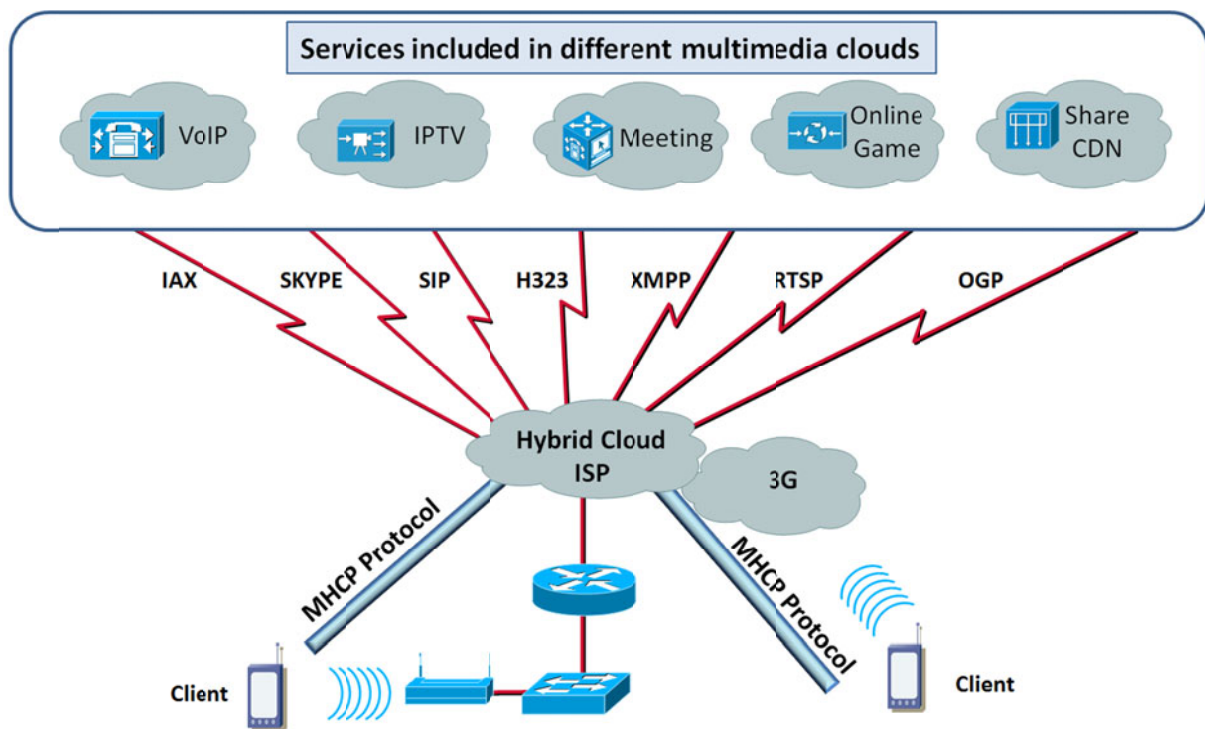 Services included in different multimedia clouds
VoIP
IPTV
Meeting
Online
Game
Share
CDN
IAX
SKYPE
SIP
H323
XMPP
RTSP
OGP
Hybrid Cloud
ISP
3G
MHCP Protocol
MHCP Protocol
Client
Client